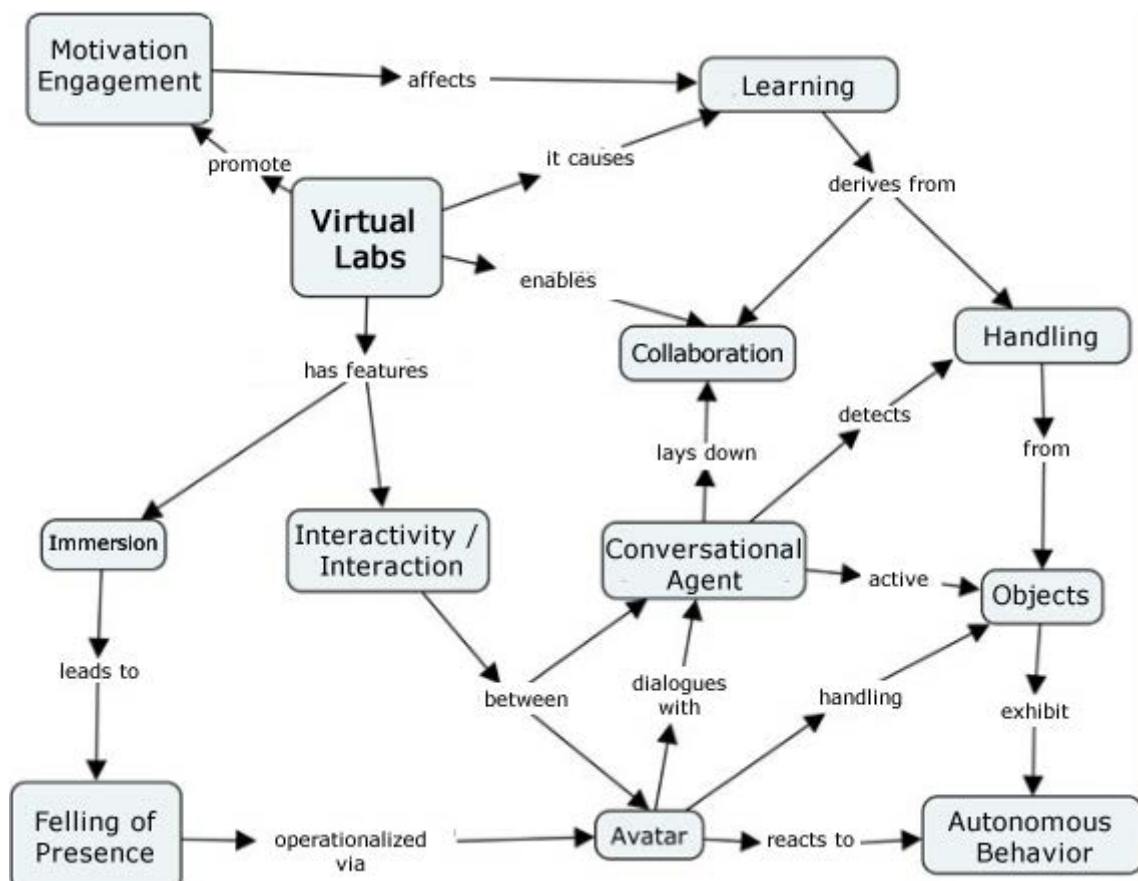 Motivation
Engagement
affects
Learning
promote
it causes
derives from
Virtual
Labs
enables
Collaboration
Handling
has features
detects
lays down
from
Immersion
Interactivity /
Interaction
Conversational
Agent
active
Objects
leads to
between
dialogues
with
handling
exhibit
Felling of
Presence
operationalized
via
Avatar
reacts to
Autonomous
Behavior